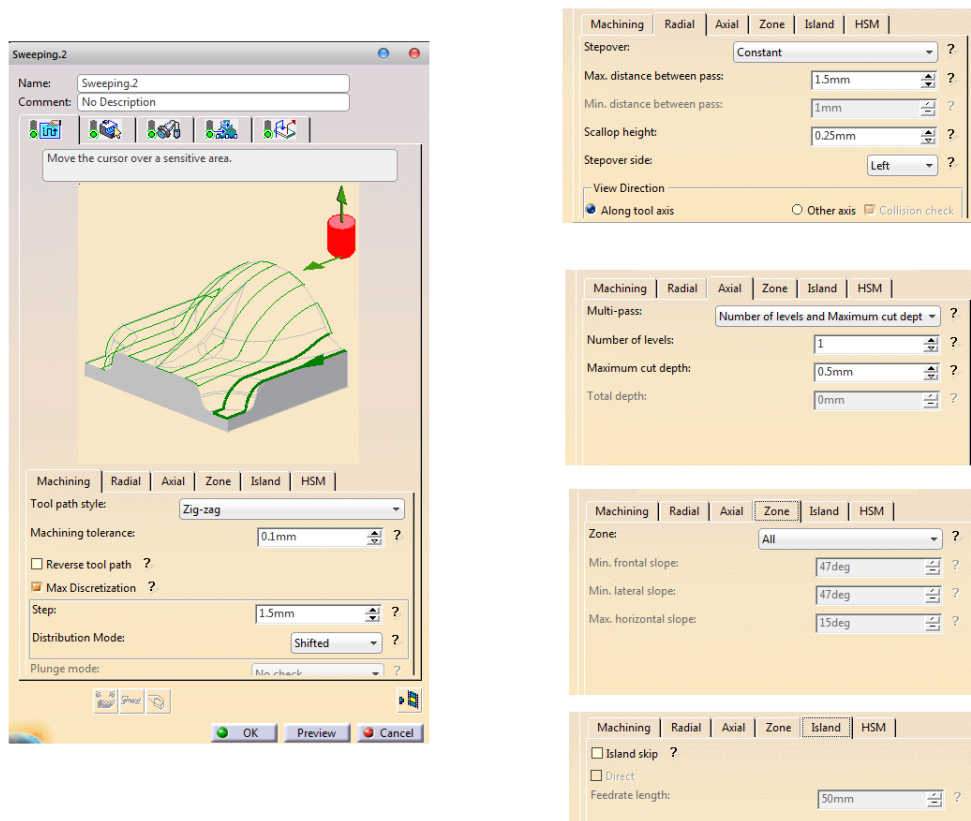 Sweeping.2
Name: Sweeping.2
Comment: No Description
Move the cursor over a sensitive area.
Machining Radial Axial Zone Island HSM
Tool path style: Zig-zag
Machining tolerance: 0.1mm ?
Reverse tool path ?
Max Discretization ?
Step: 1.5mm ?
Distribution Mode: Shifted ?
Plunge mode: No check ?
OK Preview Cancel
Machining Radial Axial Zone Island HSM
Stepover: Constant ?
Max. distance between pass: 1.5mm ?
Min. distance between pass: 1mm ?
Scallop height: 0.25mm ?
Stepover side: Left ?
View Direction
Along tool axis Other axis Collision check
Machining Radial Axial Zone Island HSM
Multi-pass: Number of levels and Maximum cut dept ?
Number of levels: 1 ?
Maximum cut depth: 0.5mm ?
Total depth: 0mm ?
Machining Radial Axial Zone Island HSM
Zone: All ?
Min. frontal slope: 47deg ?
Min. lateral slope: 47deg ?
Max. horizontal slope: 15deg ?
Machining Radial Axial Zone Island HSM
Island skip ?
Direct
Feedrate length: 50mm ?